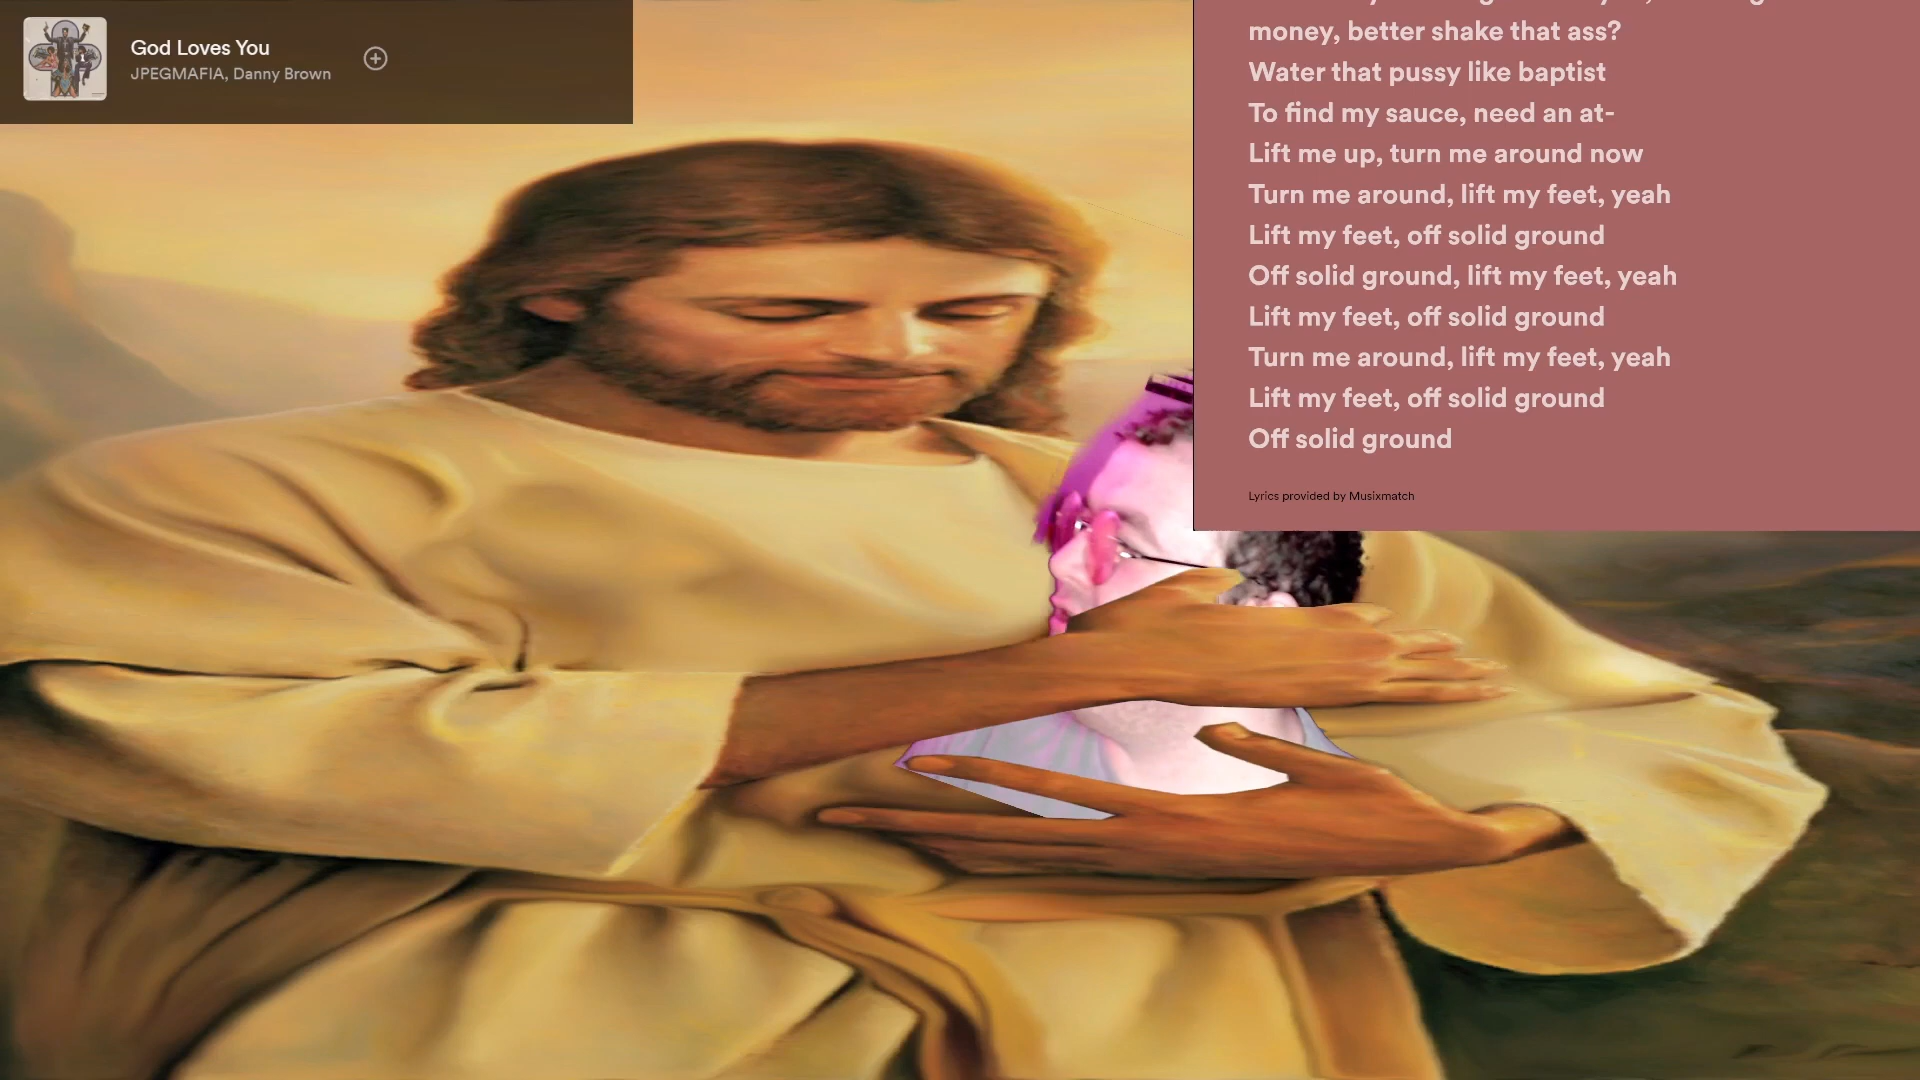 God Loves You
JPEGMAFIA, Danny Brown
money, better shake that ass?
Water that pussy like baptist
To find my sauce, need an at-
Lift me up, turn me around now
Turn me around, lift my feet, yeah
Lift my feet, off solid ground
Off solid ground, lift my feet, yeah
Lift my feet, off solid ground
Turn me around, lift my feet, yeah
Lift my feet, off solid ground
Off solid ground
Lyrics provided by Musixmatch